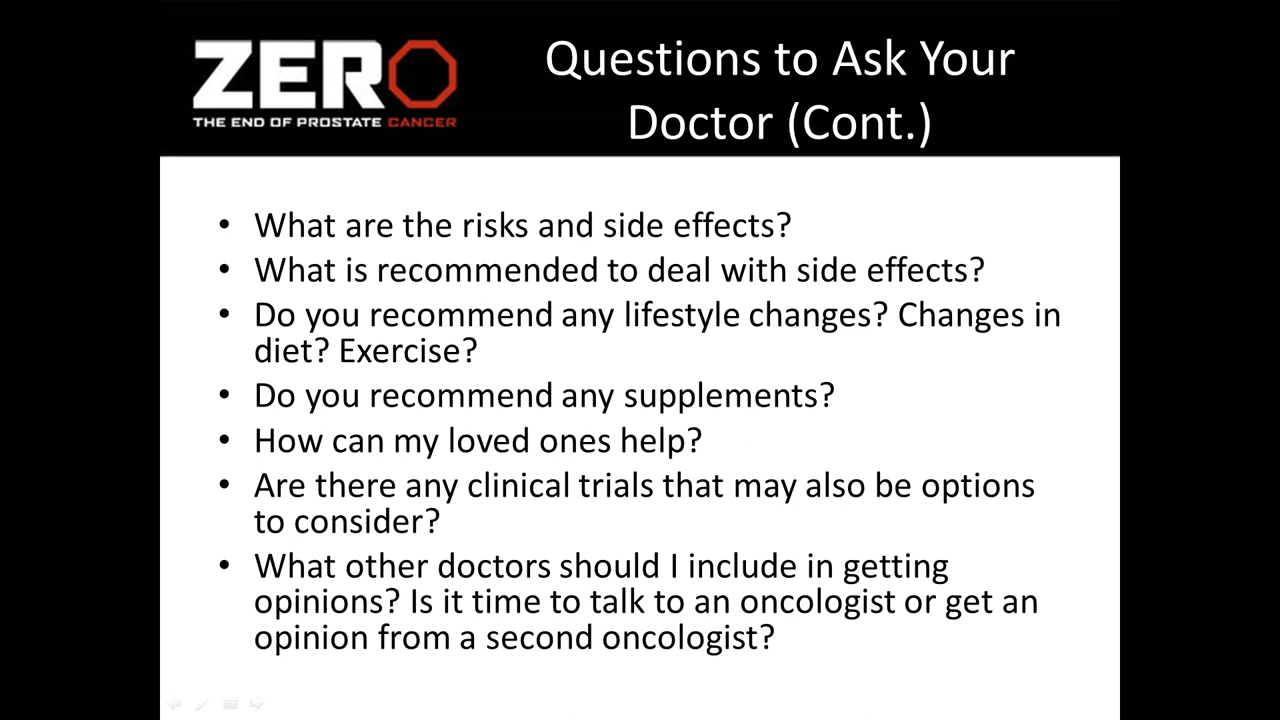 ZERO
THE END OF PROSTATE CANCER
Questions to Ask Your
Doctor (Cont.)
• What are the risks and side effects?
• What is recommended to deal with side effects?
• Do you recommend any lifestyle changes? Changes in
diet? Exercise?
• Do you recommend any supplements?
• How can my loved ones help?
• Are there any clinical trials that may also be options
to consider?
• What other doctors should I include in getting
opinions? Is it time to talk to an oncologist or get an
opinion from a second oncologist?